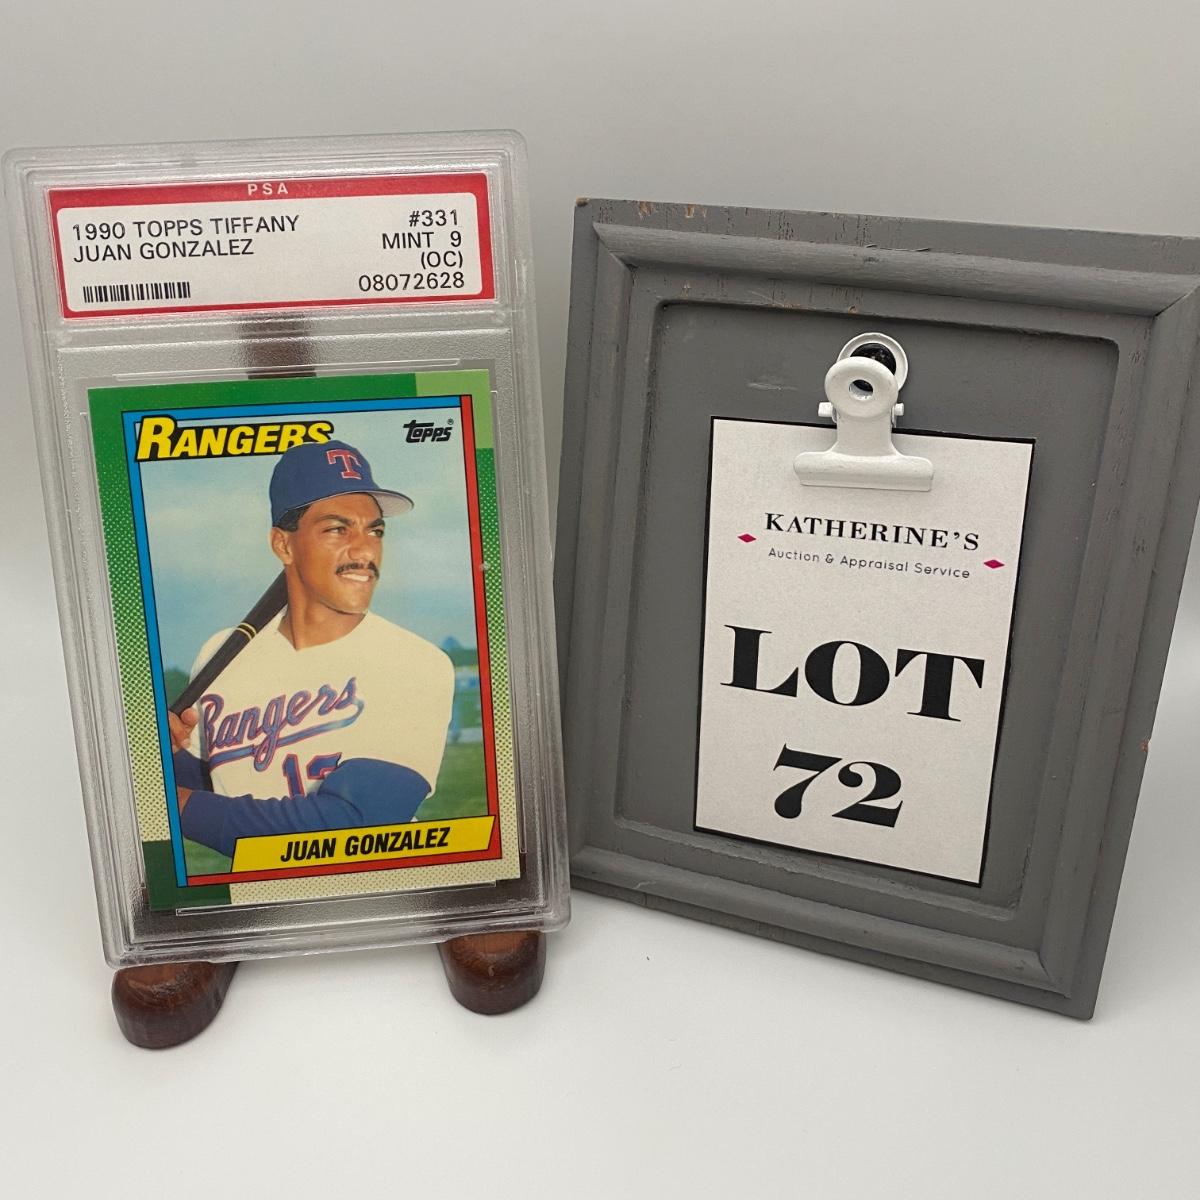 PSA
1990 TOPPS TIFFANY #331
JUAN GONZALEZ MINT 9
(OC)
08072628
RANGERS
topps®
T
Rangers
JUAN GONZALEZ
KATHERINE'S
Auction & Appraisal Service
LOT
72